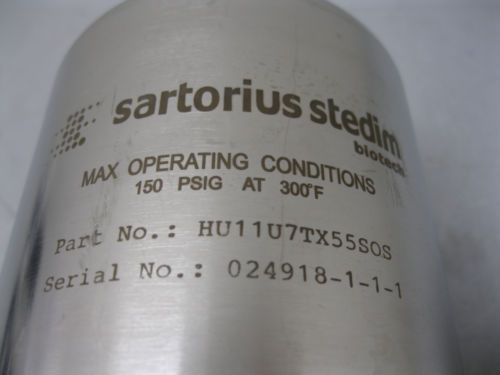 sartorius stedim
biotech
MAX OPERATING CONDITIONS
150 PSIG AT 300°F
Part No.: HU11U7TX55SOS
Serial No.: 024918-1-1-1